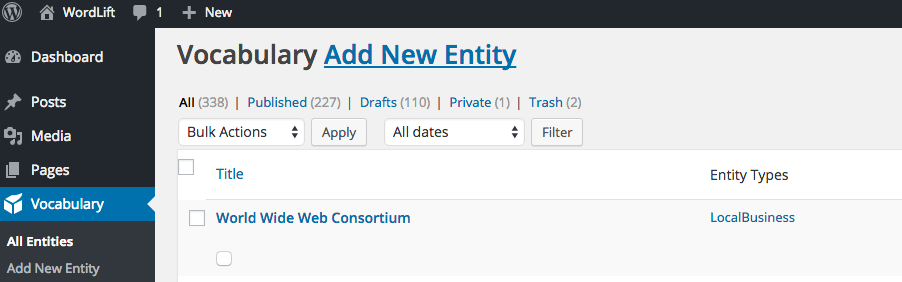 WordLift 1 New
Dashboard
Posts
Media
Pages
Vocabulary
All Entities
Add New Entity
Vocabulary Add New Entity
All (338) | Published (227) | Drafts (110) | Private (1) | Trash (2)
Bulk Actions Apply All dates Filter
Title Entity Types
World Wide Web Consortium LocalBusiness